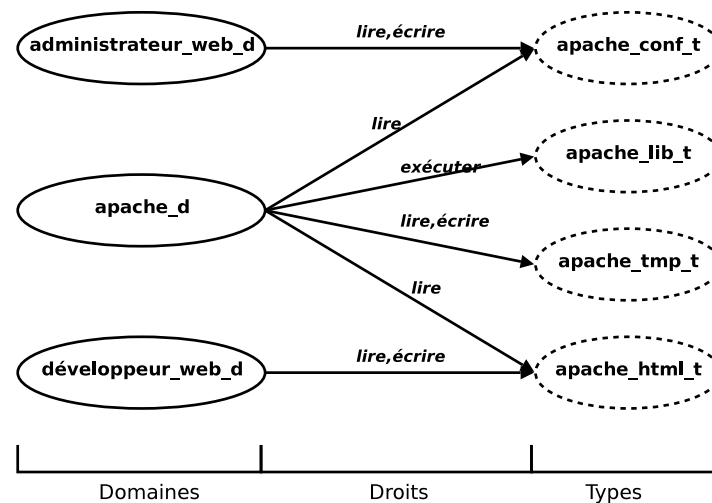 administrateur_web_d
lire,écrire
apache_conf_t
lire
exécuter
apache_lib_t
apache_d
lire,écrire
apache_tmp_t
lire
développeur_web_d
lire,écrire
apache_html_t
Domaines
Droits
Types